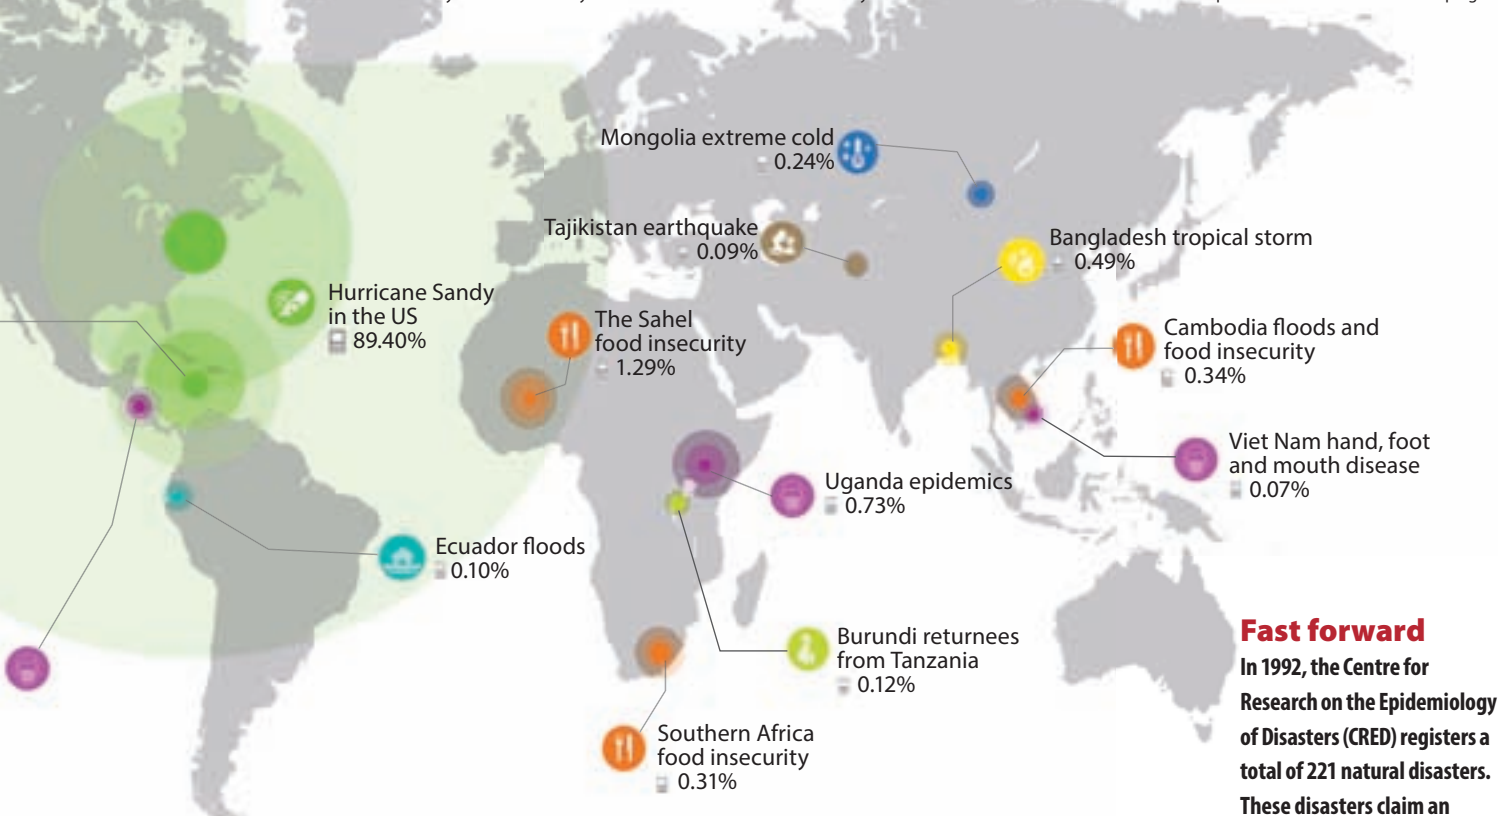 Mongolia extreme cold
0.24%
Tajikistan earthquake
0.09%
Bangladesh tropical storm
0.49%
Hurricane Sandy
in the US
89.40%
The Sahel
food insecurity
1.29%
Cambodia floods and
food insecurity
0.34%
Viet Nam hand, foot
and mouth disease
0.07%
Uganda epidemics
0.73%
Ecuador floods
0.10%
Burundi returnees
from Tanzania
0.12%
Southern Africa
food insecurity
0.31%
Fast forward
In 1992, the Centre for
Research on the Epidemiology
of Disasters (CRED) registers a
total of 221 natural disasters.
These disasters claim an